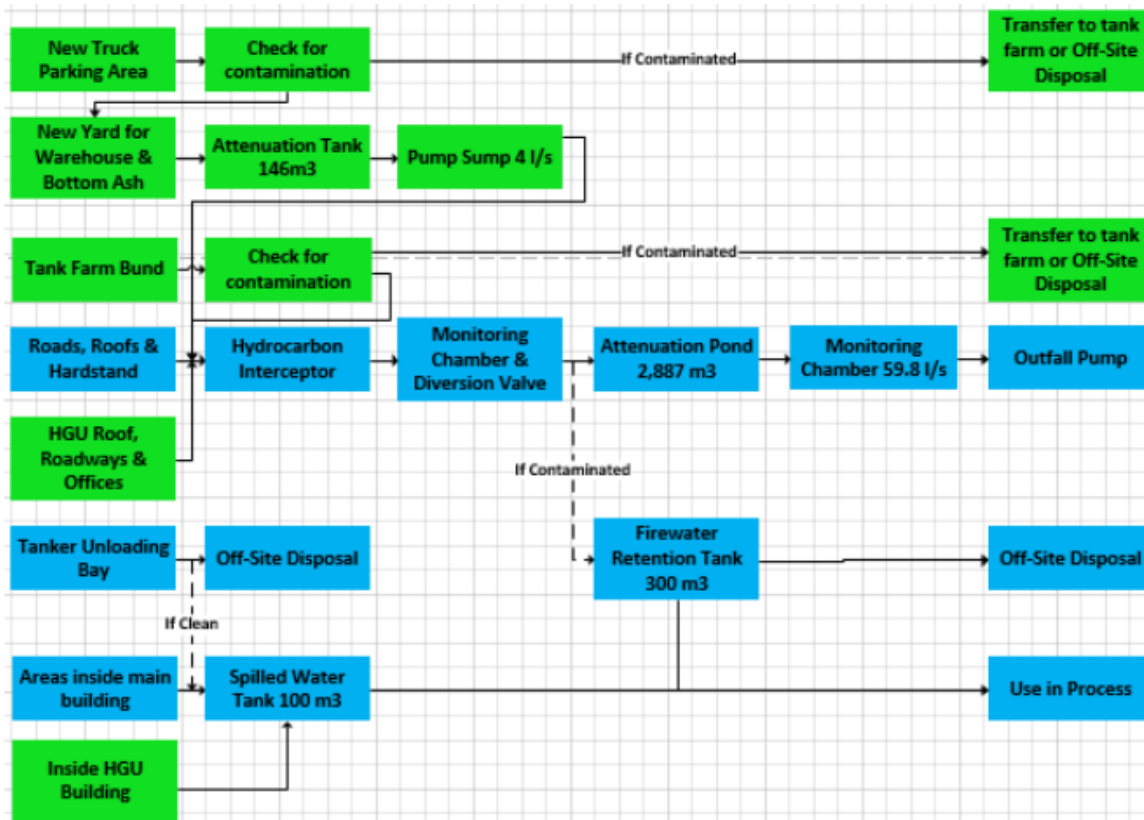 New Truck
Parking Area
Check for
contamination
If Contaminated
Transfer to tank
farm or Off-Site
Disposal
New Yard for
Warehouse &
Bottom Ash
Attenuation Tank
146m3
Pump Sump 4 l/s
Tank Farm Bund
Check for
contamination
If Contaminated
Transfer to tank
farm or Off-Site
Disposal
Roads, Roofs &
Hardstand
Hydrocarbon
Interceptor
Monitoring
Chamber &
Diversion Valve
Attenuation Pond
2,887 m3
Monitoring
Chamber 59.8 l/s
Outfall Pump
HGU Roof,
Roadways &
Offices
If Contaminated
Tanker Unloading
Bay
Off-Site Disposal
Firewater
Retention Tank
300 m3
Off-Site Disposal
If Clean
Areas inside main
building
Spilled Water
Tank 100 m3
Use in Process
Inside HGU
Building